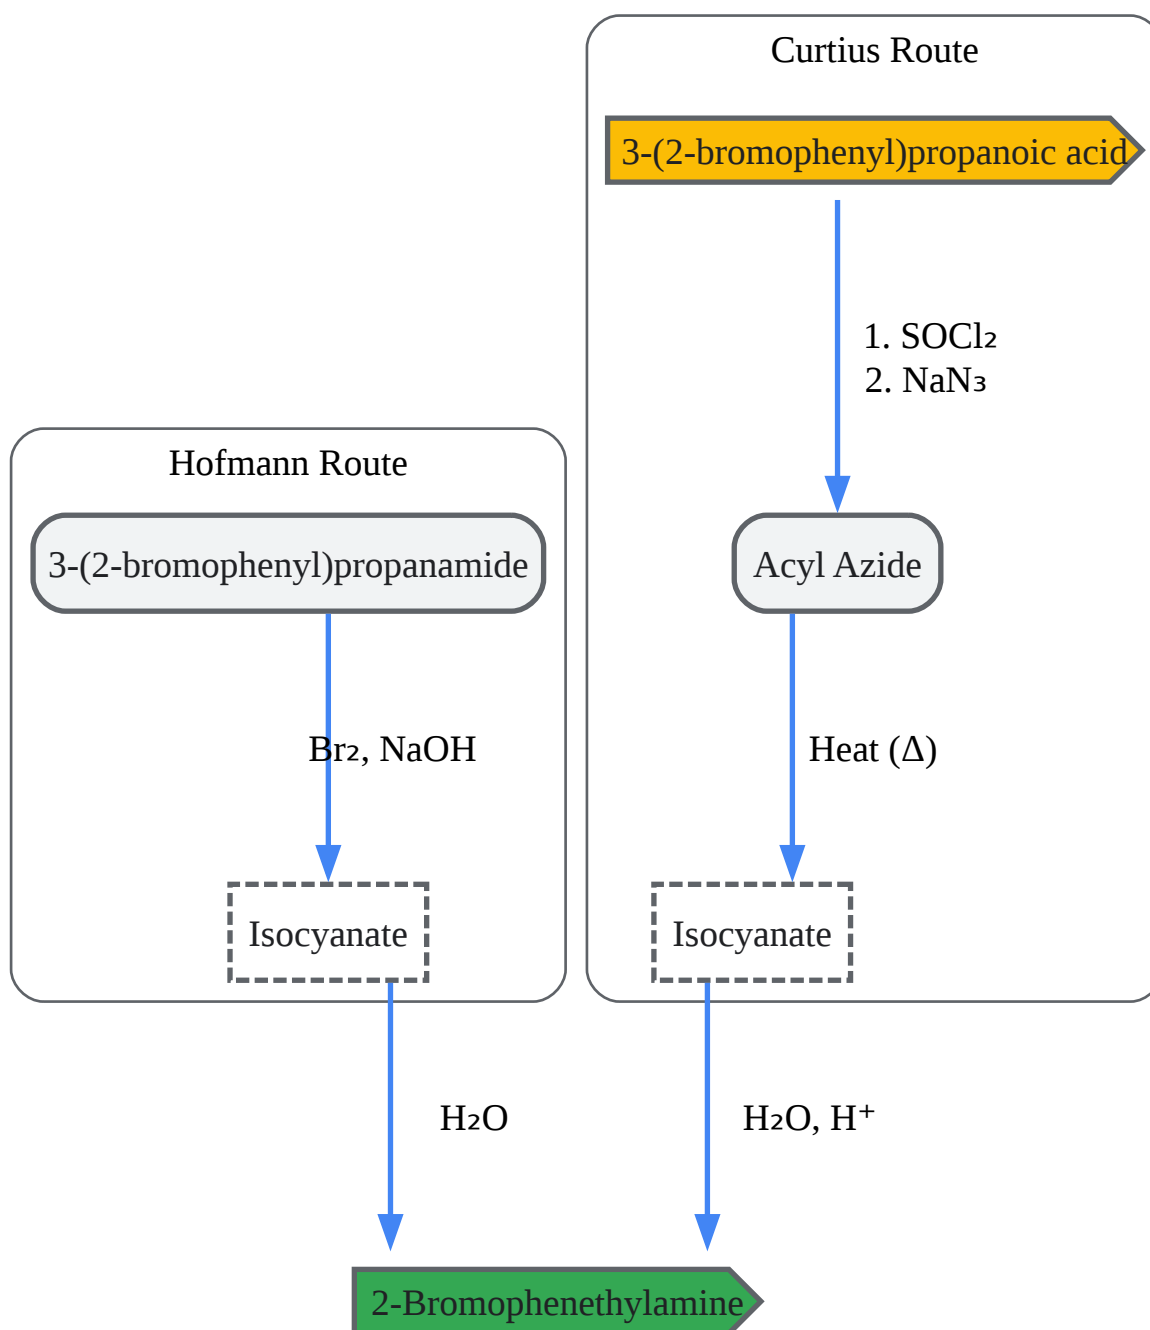 Curtius Route
3-(2-bromophenyl)propanoic acid
1. SOCl₂
2. NaN₃
Hofmann Route
3-(2-bromophenyl)propanamide
Acyl Azide
Br₂, NaOH
Heat (Δ)
Isocyanate
Isocyanate
H₂O
H₂O, H⁺
2-Bromophenethylamine